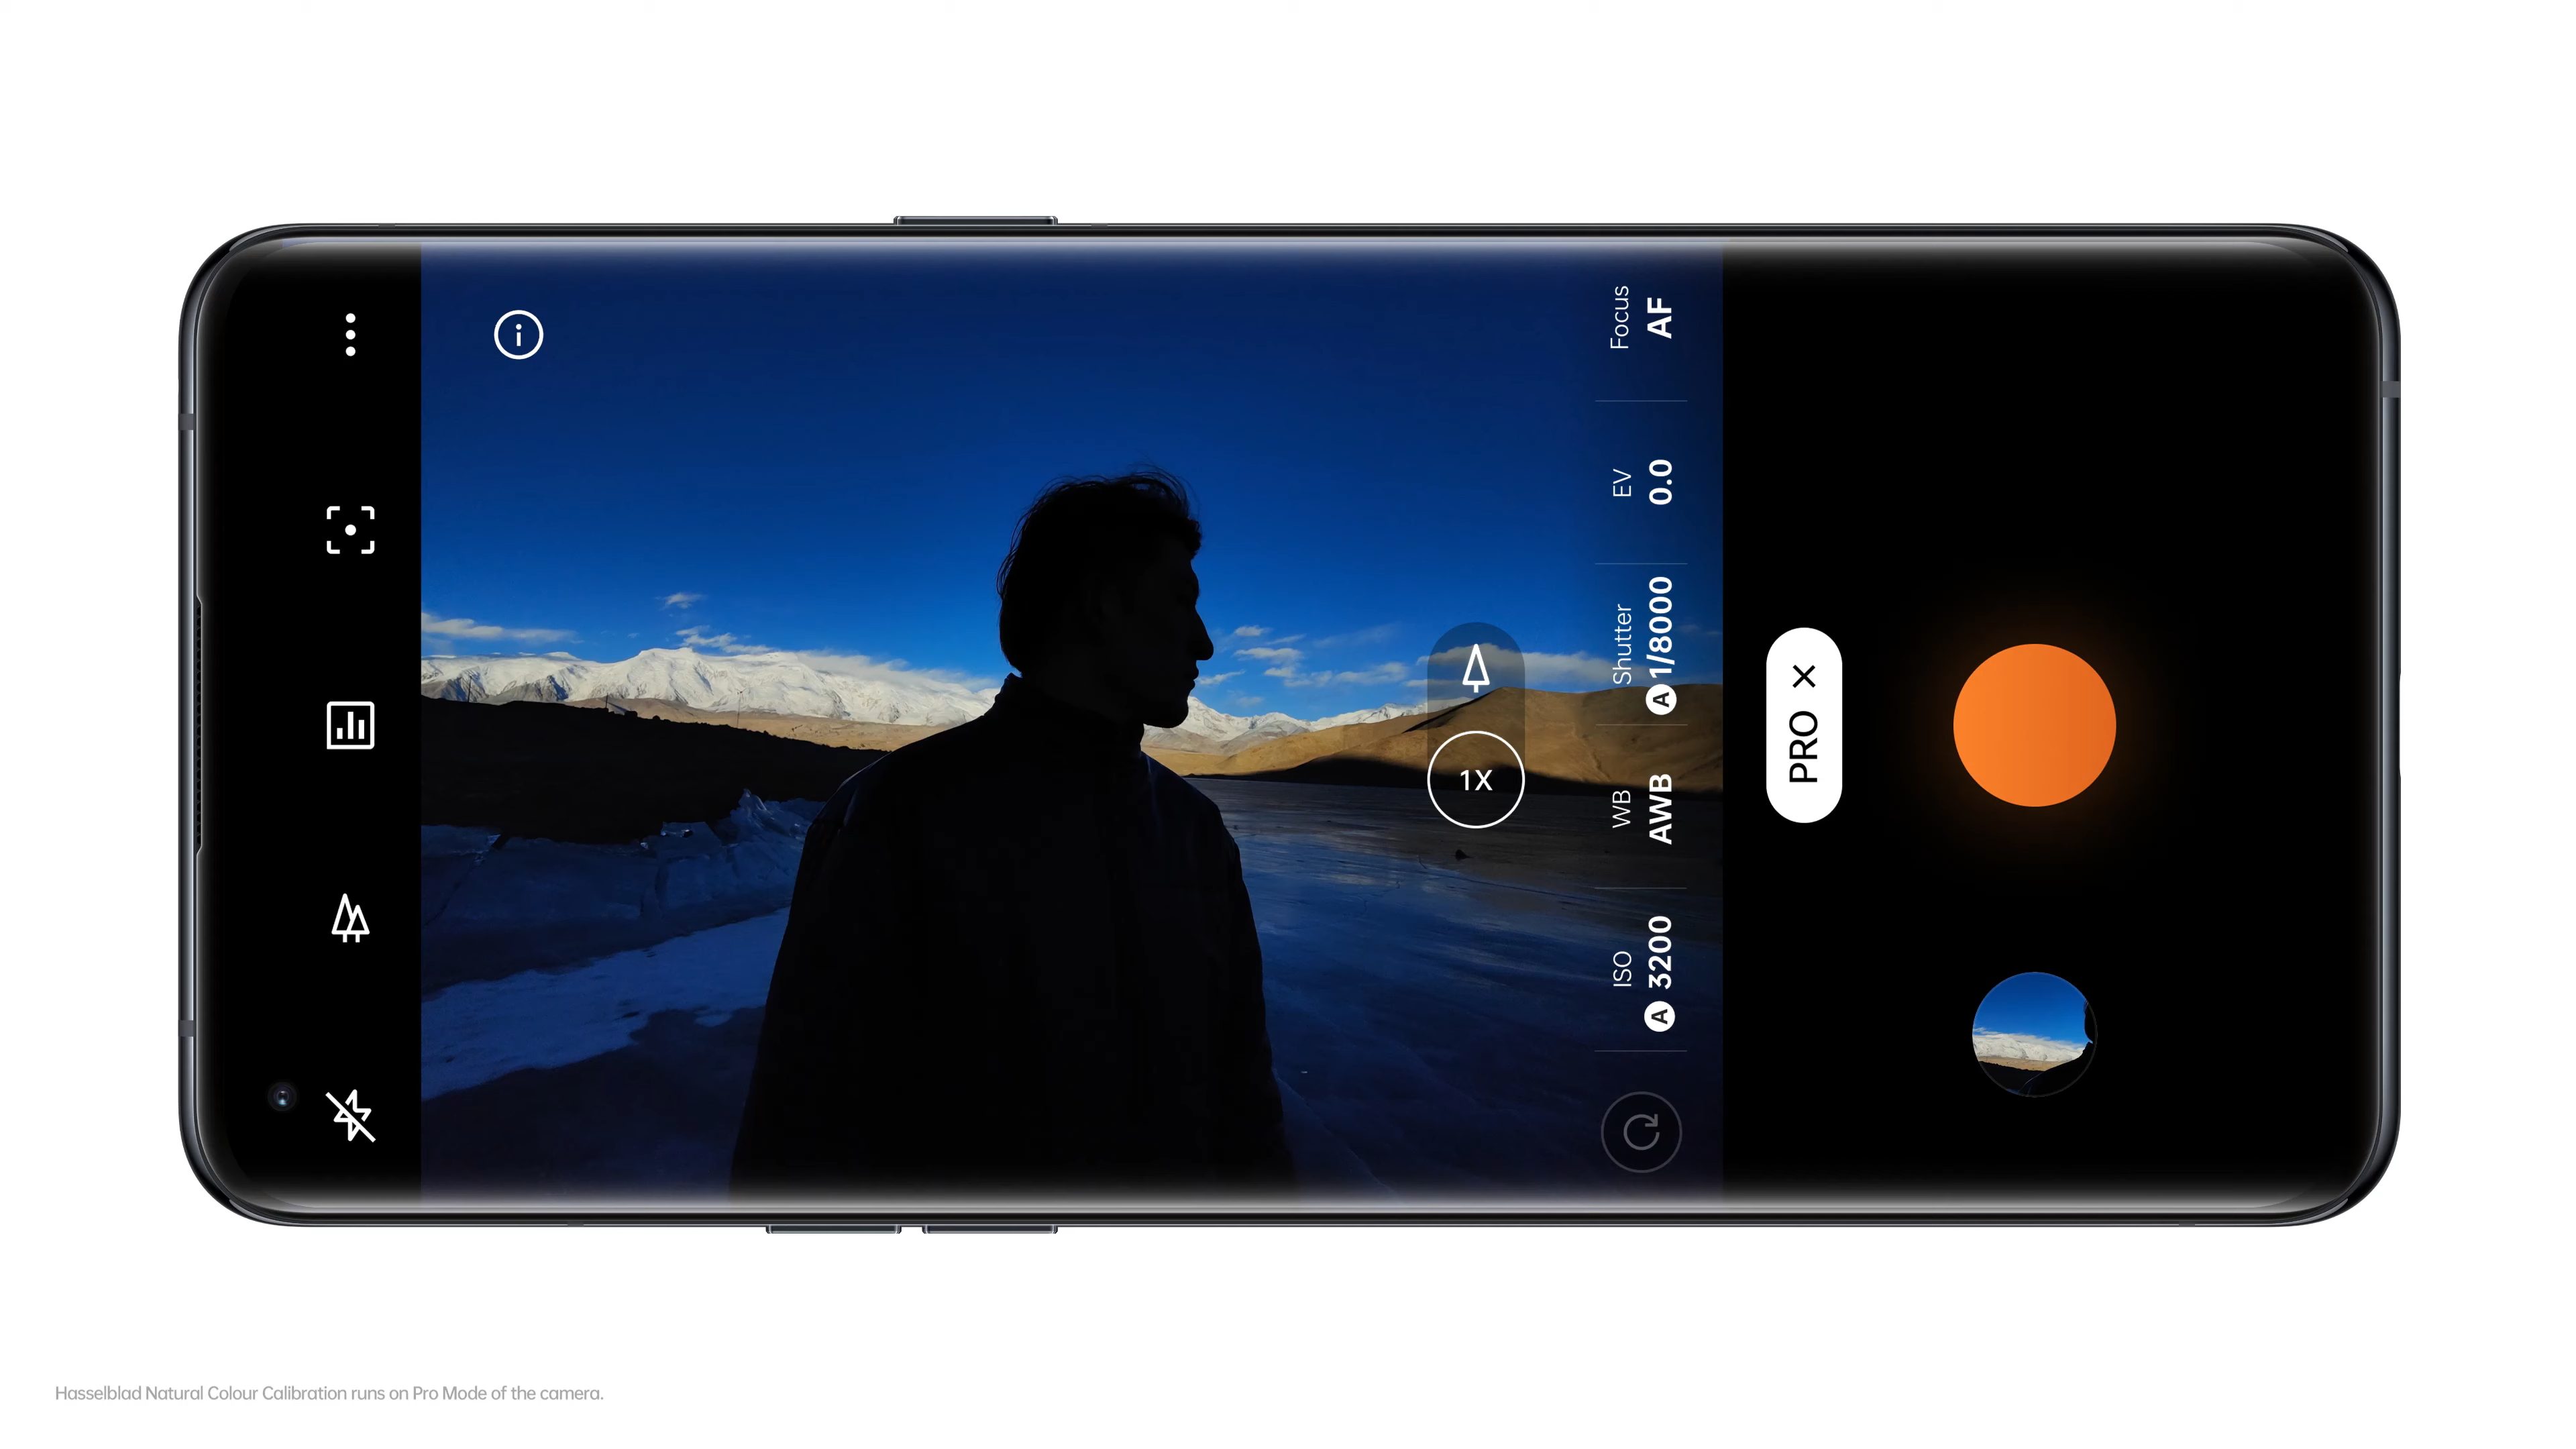 Focus
AF
EV
0.0
Shutter
A 1/8000
WB
AWB
ISO
A 3200
1X
PRO ×
Hasselblad Natural Colour Calibration runs on Pro Mode of the camera.